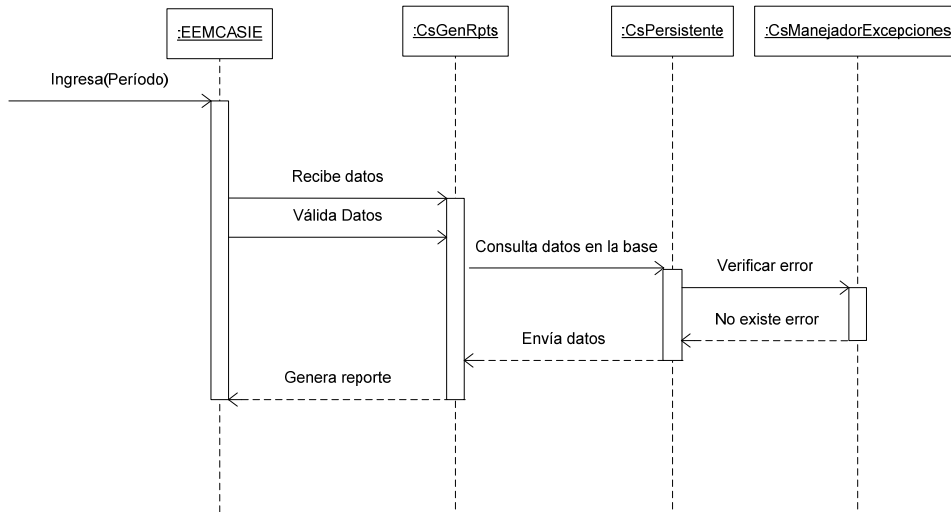 :EEMCASIE
:CsGenRpts
:CsPersistente
:CsManejadorExcepciones
Ingresa(Período)
Recibe datos
Válida Datos
Consulta datos en la base
Verificar error
No existe error
Envía datos
Genera reporte